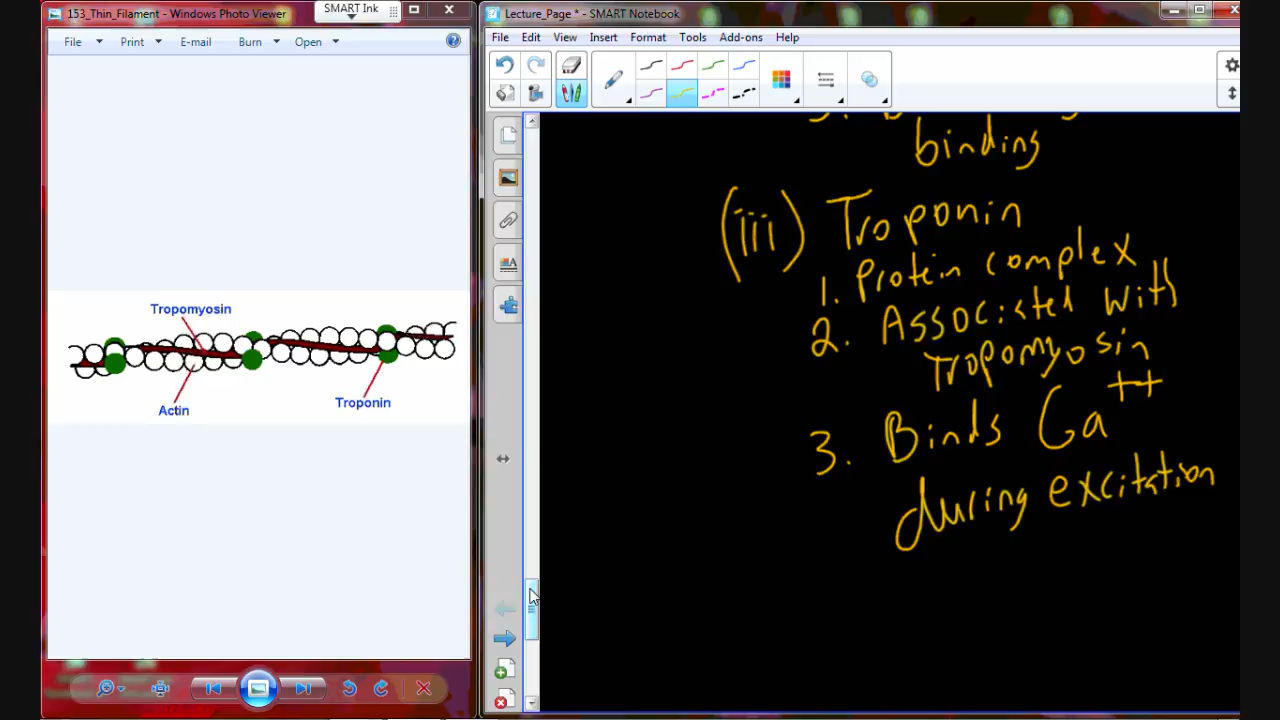 153_Thin_Filament - Windows Photo Viewer
SMART Ink
File Print E-mail Burn Open
Tropomyosin
Actin
Troponin
Lecture_Page * - SMART Notebook
File Edit View Insert Format Tools Add-ons Help
binding
(iii) Troponin
1. Protein complex
2. Associated with
Tropomyosin
3. Binds Ca++
during excitation